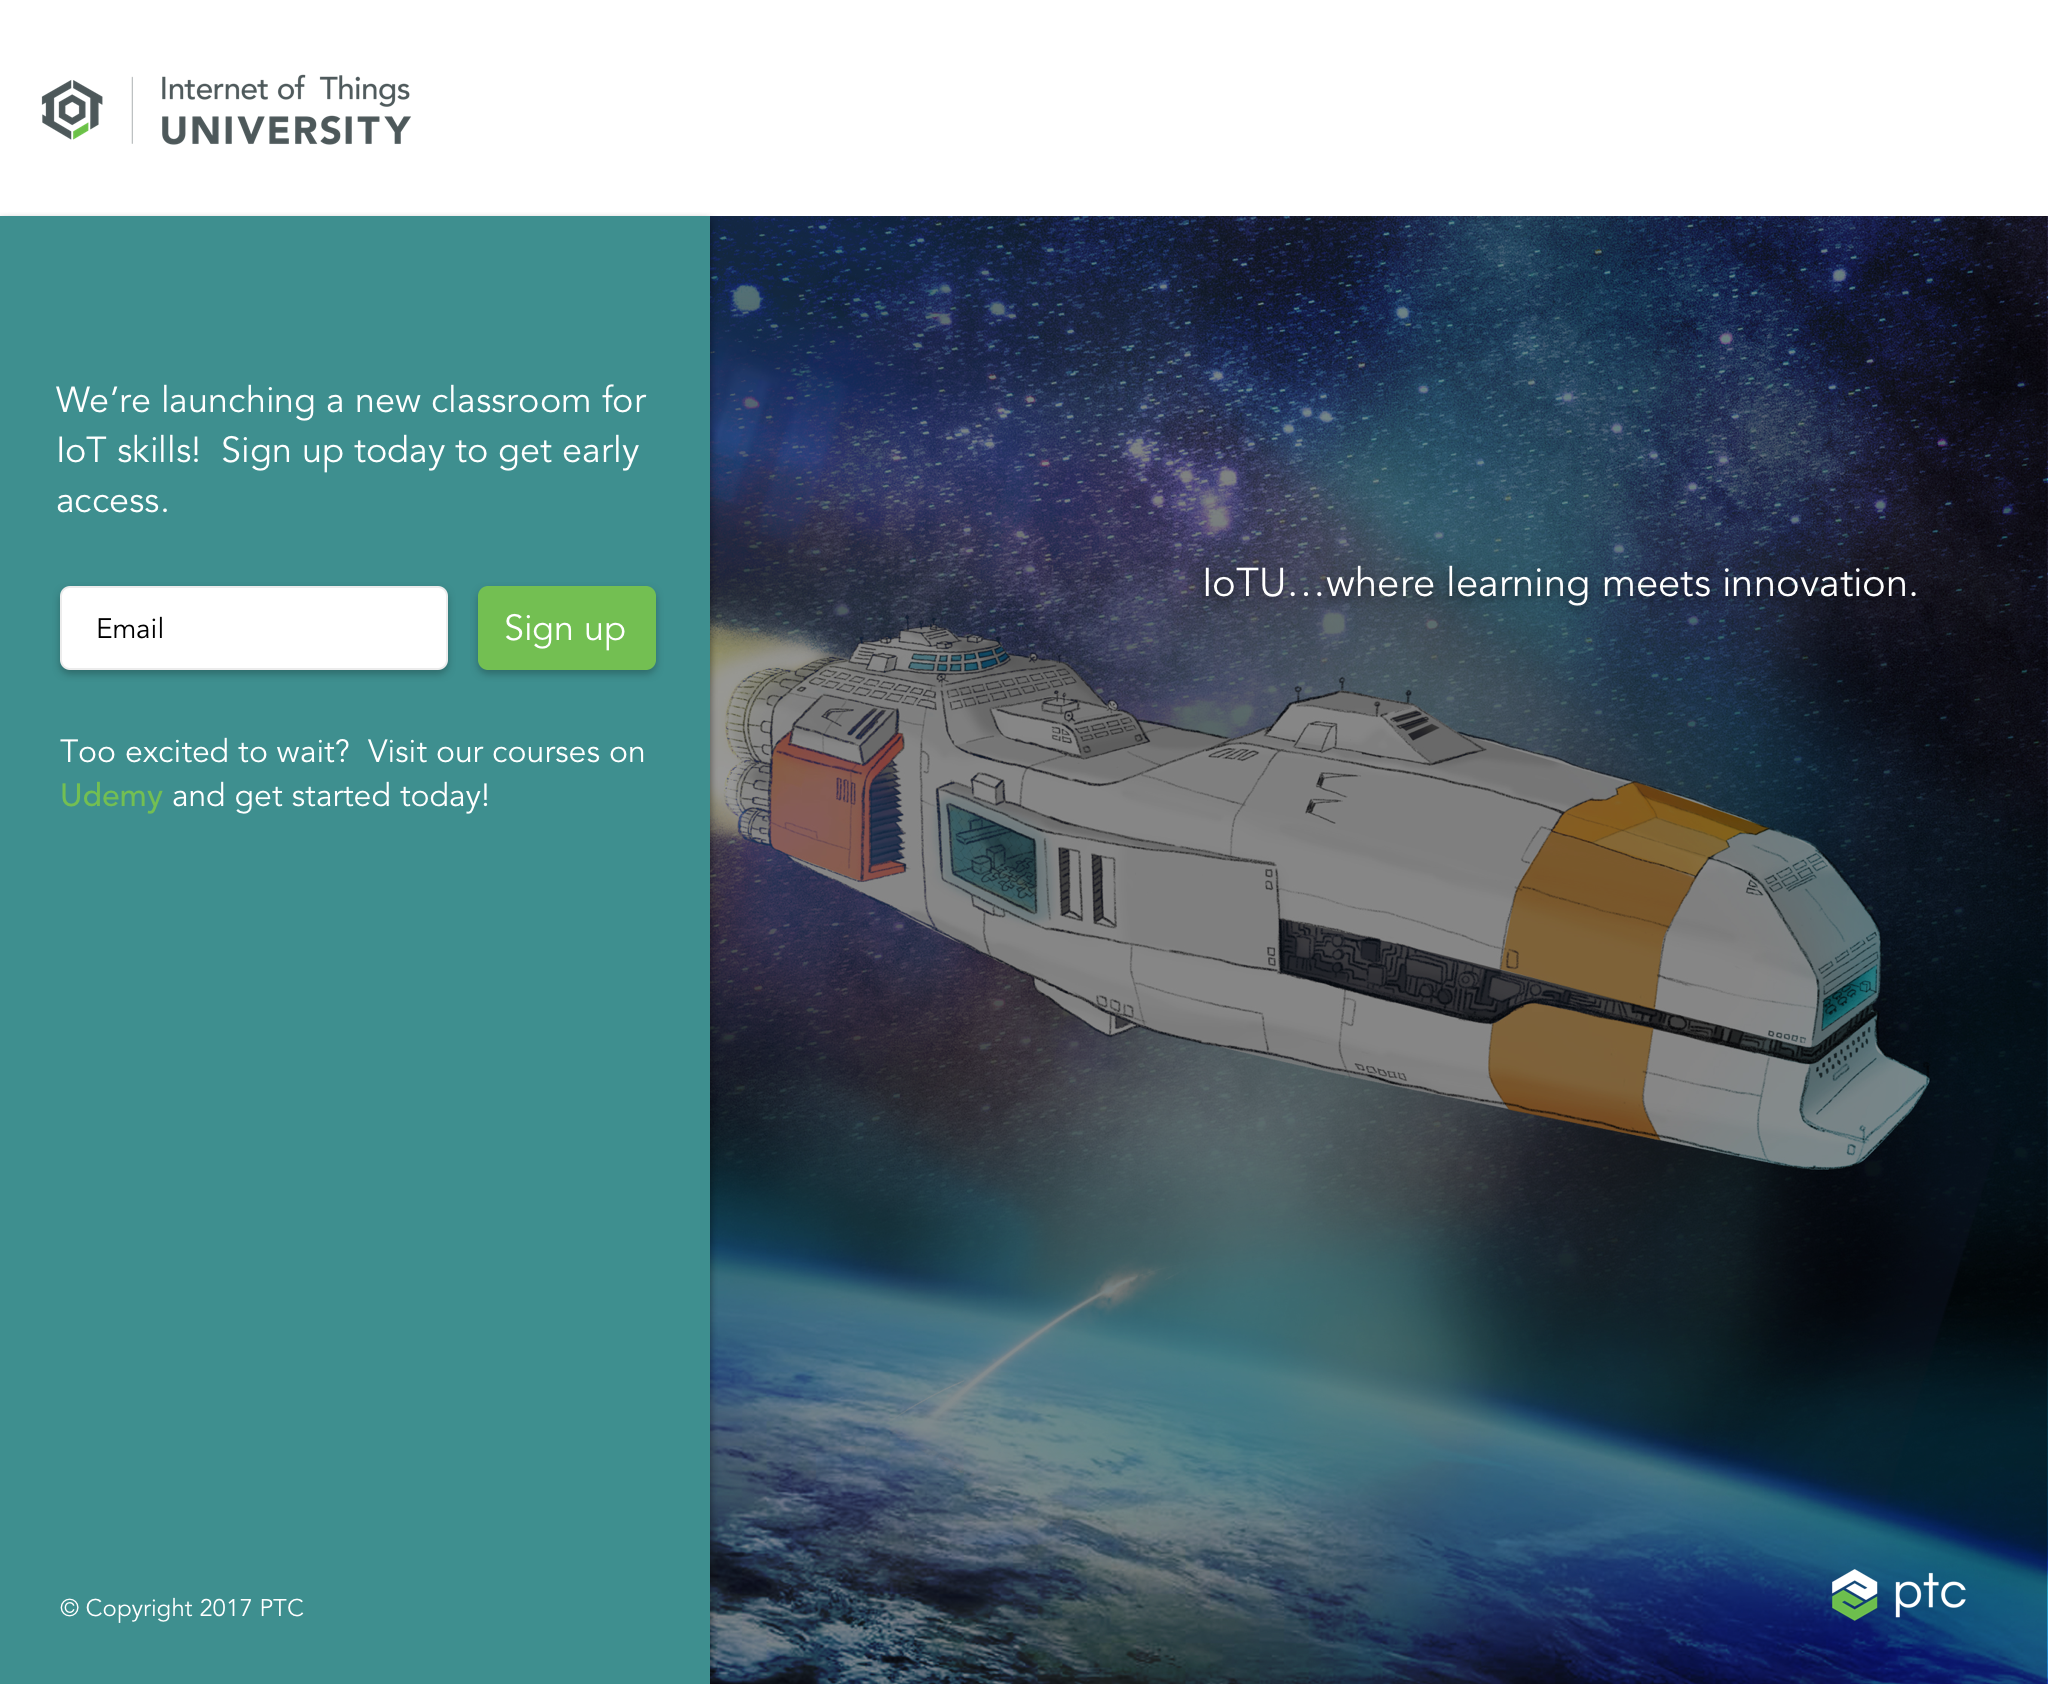 Internet of Things
UNIVERSITY
We’re launching a new classroom for
IoT skills!  Sign up today to get early
access.
Email
Sign up
Too excited to wait?  Visit our courses on
Udemy and get started today!
© Copyright 2017 PTC
IoTU...where learning meets innovation.
ptc